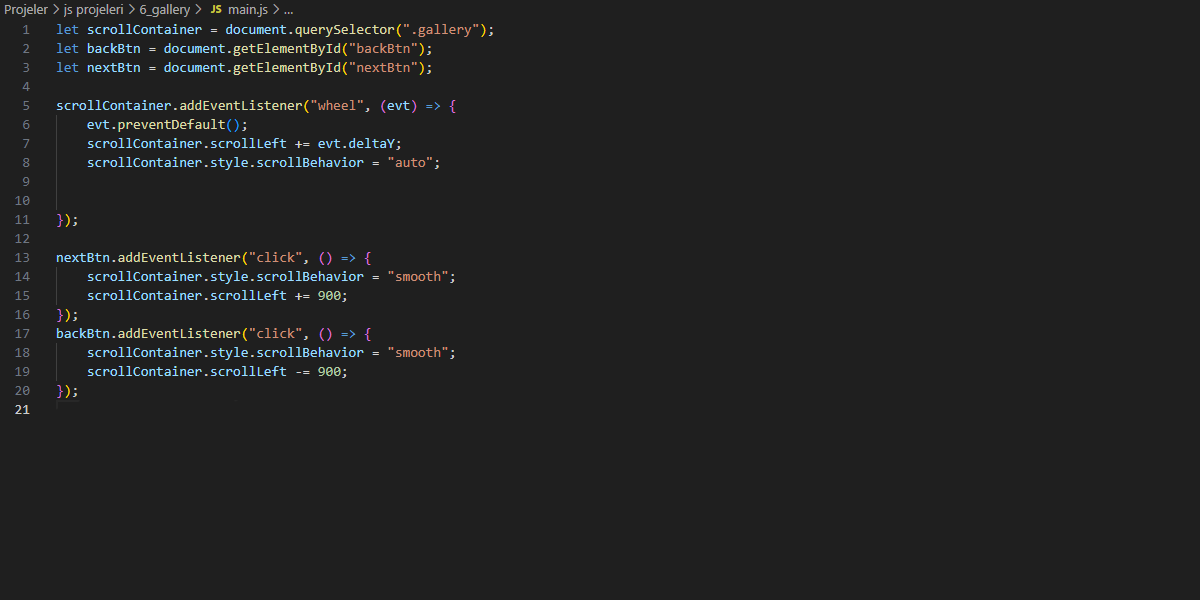 Projeler > js projeleri > 6_gallery > JS main.js > ...
1 let scrollContainer = document.querySelector(".gallery");
2 let backBtn = document.getElementById("backBtn");
3 let nextBtn = document.getElementById("nextBtn");
4
5 scrollContainer.addEventListener("wheel", (evt) => {
6     evt.preventDefault();
7     scrollContainer.scrollLeft += evt.deltaY;
8     scrollContainer.style.scrollBehavior = "auto";
9
10
11 });
12
13 nextBtn.addEventListener("click", () => {
14     scrollContainer.style.scrollBehavior = "smooth";
15     scrollContainer.scrollLeft += 900;
16 });
17 backBtn.addEventListener("click", () => {
18     scrollContainer.style.scrollBehavior = "smooth";
19     scrollContainer.scrollLeft -= 900;
20 });
21